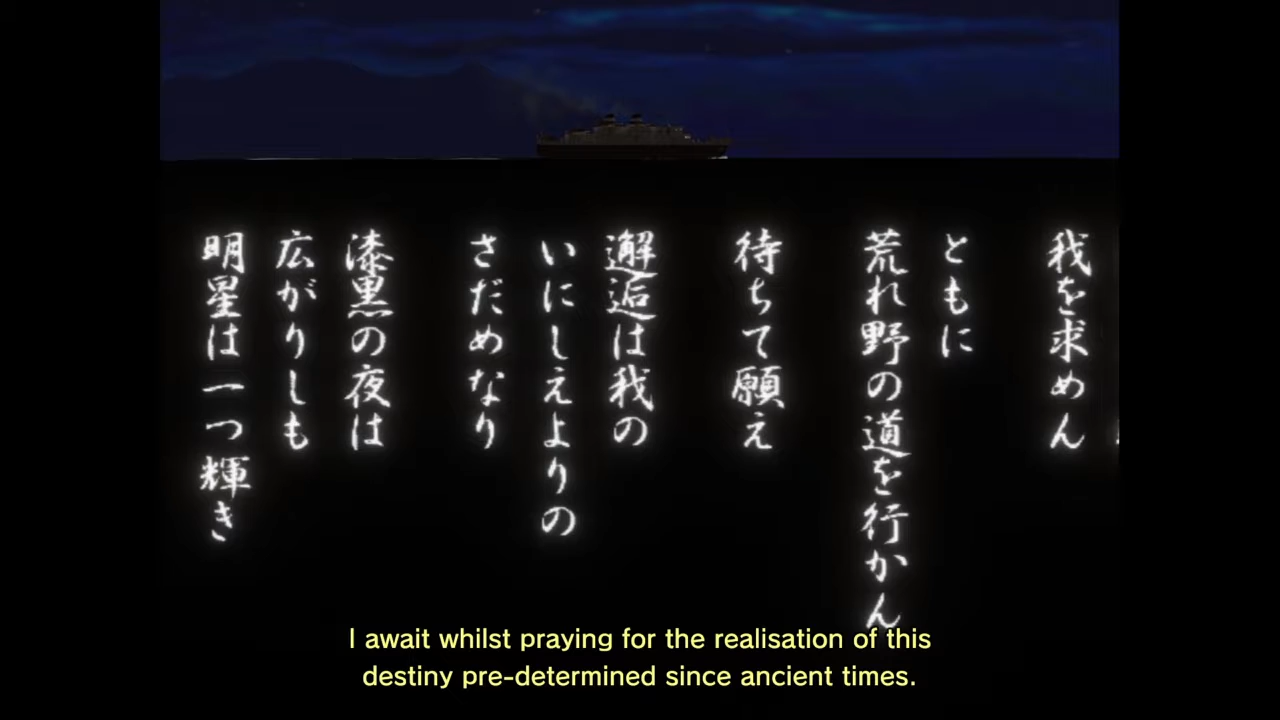 我を求めん
ともに
荒れ野の道を行かん
待ちて願え
邂逅は我の
いにしえよりの
さだめなり
漆黒の夜は
広がりしも
明星は一つ輝き
I await whilst praying for the realisation of this
destiny pre-determined since ancient times.